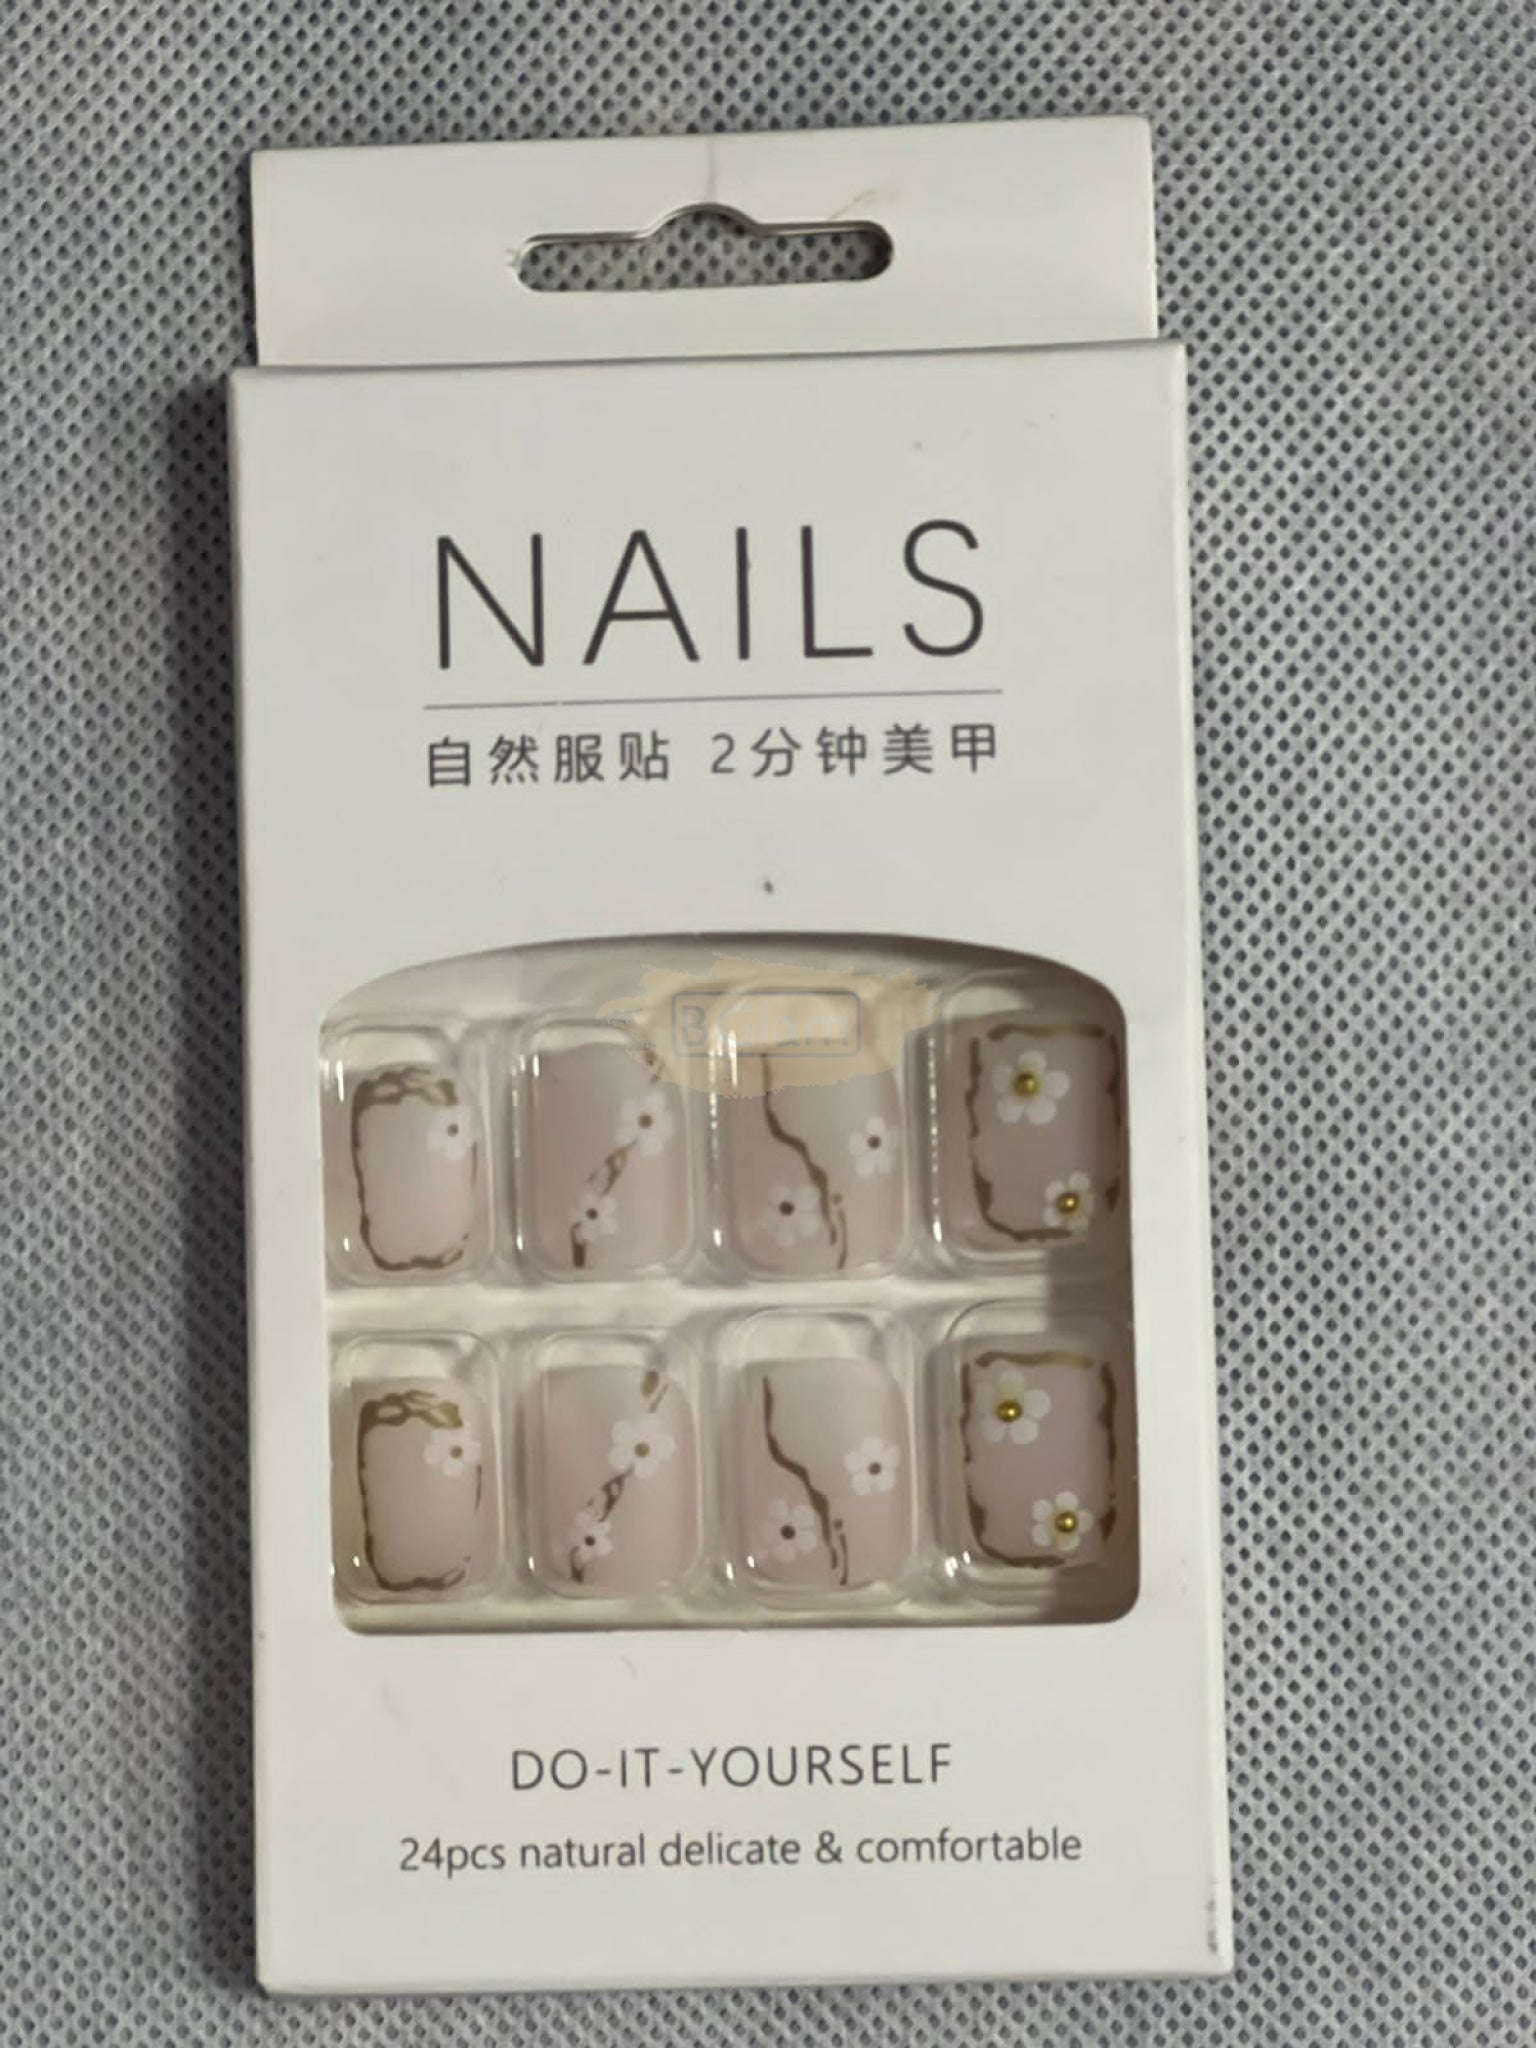 NAILS
自然服贴 2分钟美甲
DO-IT-YOURSELF
24pcs natural delicate & comfortable